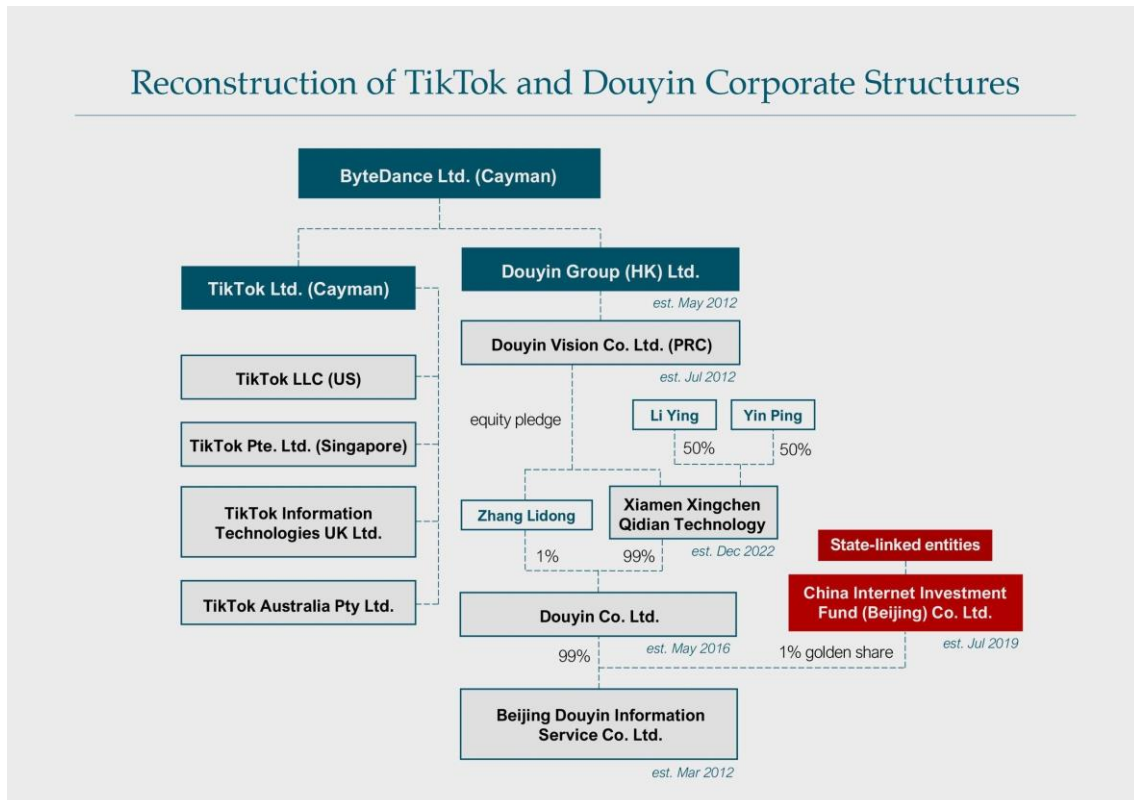 Reconstruction of TikTok and Douyin Corporate Structures
ByteDance Ltd. (Cayman)
TikTok Ltd. (Cayman)
TikTok LLC (US)
TikTok Pte. Ltd. (Singapore)
TikTok Information
Technologies UK Ltd.
TikTok Australia Pty Ltd.
Douyin Group (HK) Ltd.
est. May 2012
Douyin Vision Co. Ltd. (PRC)
est. Jul 2012
equity pledge
Li Ying
Yin Ping
50%
50%
Zhang Lidong
Xiamen Xingchen
Qidian Technology
est. Dec 2022
1%
99%
State-linked entities
China Internet Investment
Fund (Beijing) Co. Ltd.
est. Jul 2019
Douyin Co. Ltd.
est. May 2016
99%
1% golden share
Beijing Douyin Information
Service Co. Ltd.
est. Mar 2012